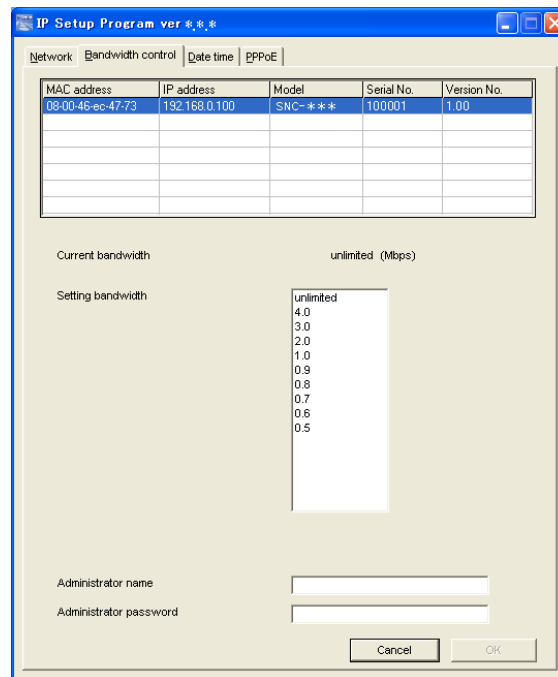 IP Setup Program ver *.*.*
Network Bandwidth control Date time PPPoE
MAC address IP address Model Serial No. Version No.
08-00-46-ec-47-73 192.168.0.100 SNC-*** 100001 1.00
Current bandwidth unlimited (Mbps)
Setting bandwidth
unlimited
4.0
3.0
2.0
1.0
0.9
0.8
0.7
0.6
0.5
Administrator name
Administrator password
Cancel OK